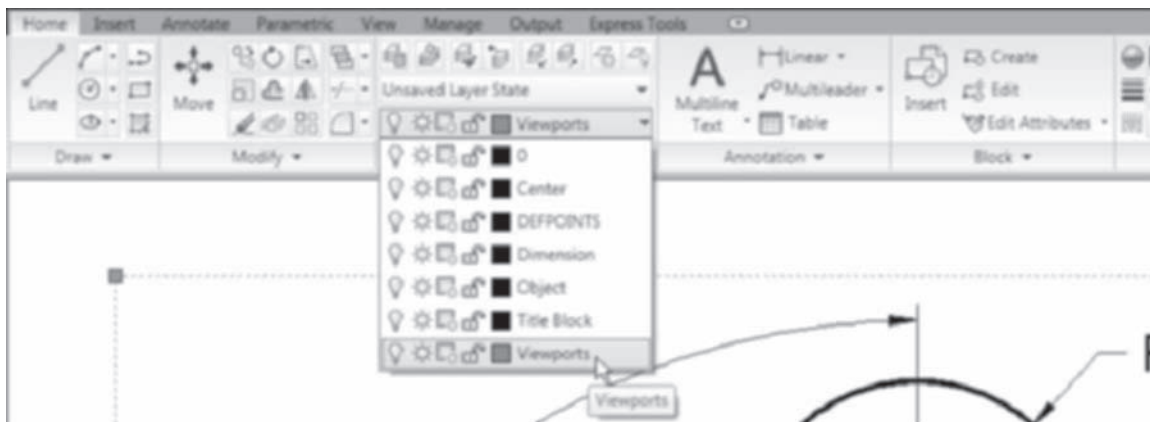 Home Insert Annotate Parametric View Manage Output Express Tools
Line
Move
Unsaved Layer State
Viewports
0
Center
DEFPOINTS
Dimension
Object
Title Block
Viewports
Viewports
A
Multiline
Text
Linear
Multileader
Table
Insert
Create
Edit
Edit Attributes
Draw
Modify
Annotation
Block